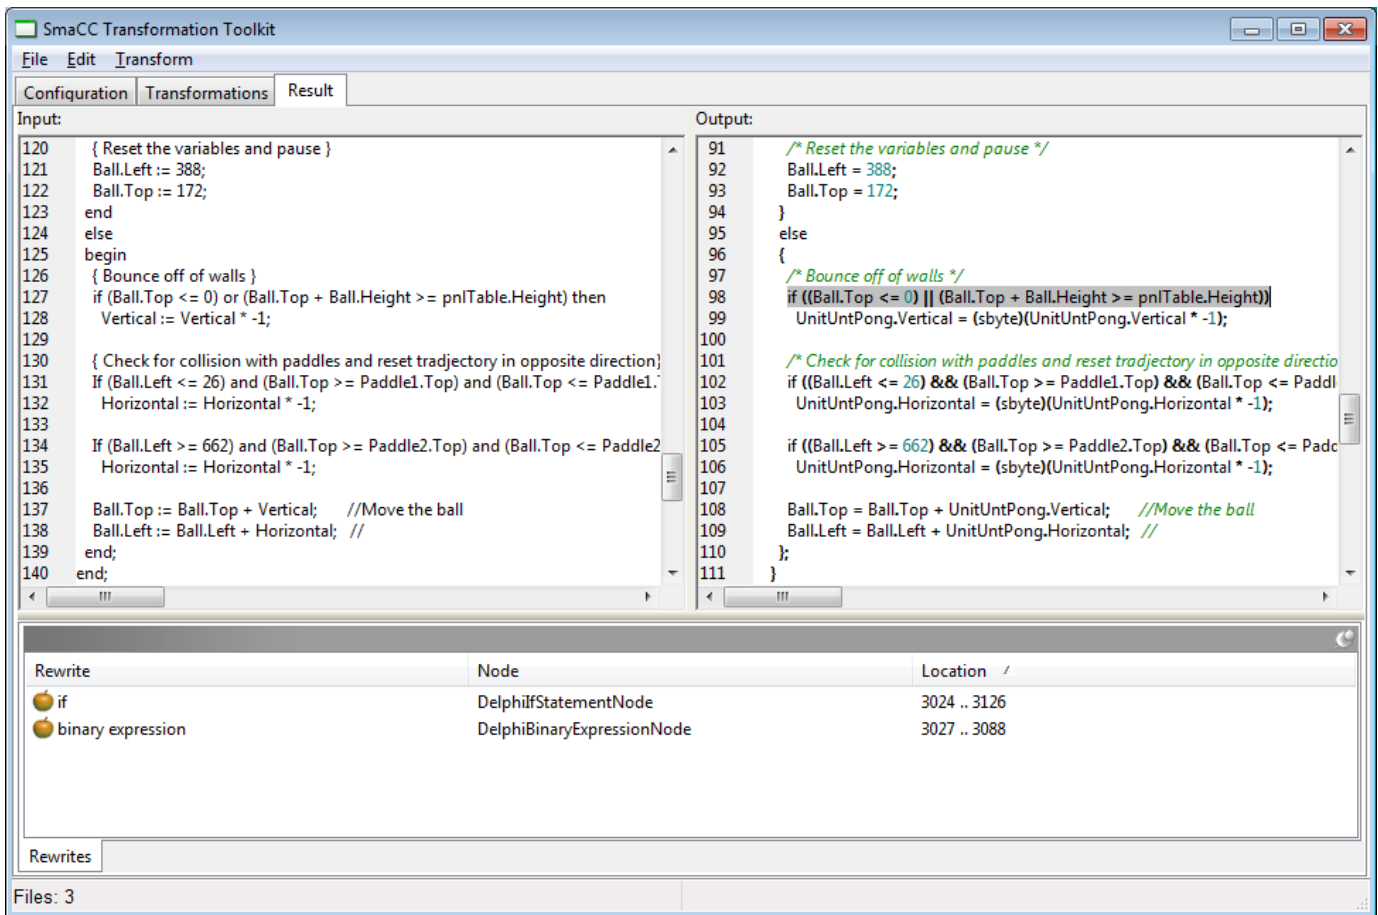 SmaCC Transformation Toolkit
File Edit Transform
Configuration Transformations Result
Input:
120 { Reset the variables and pause }
121 Ball.Left := 388;
122 Ball.Top := 172;
123 end
124 else
125 begin
126 { Bounce off of walls }
127 if (Ball.Top <= 0) or (Ball.Top + Ball.Height >= pnlTable.Height) then
128 Vertical := Vertical * -1;
129
130 { Check for collision with paddles and reset tradjectory in opposite direction}
131 If (Ball.Left <= 26) and (Ball.Top >= Paddle1.Top) and (Ball.Top <= Paddle1.
132 Horizontal := Horizontal * -1;
133
134 If (Ball.Left >= 662) and (Ball.Top >= Paddle2.Top) and (Ball.Top <= Paddle2
135 Horizontal := Horizontal * -1;
136
137 Ball.Top := Ball.Top + Vertical; //Move the ball
138 Ball.Left := Ball.Left + Horizontal; //
139 end;
140 end;
Output:
91 /* Reset the variables and pause */
92 Ball.Left = 388;
93 Ball.Top = 172;
94 }
95 else
96 {
97 /* Bounce off of walls */
98 if ((Ball.Top <= 0) || (Ball.Top + Ball.Height >= pnlTable.Height))
99 UnitUntPong.Vertical = (sbyte)(UnitUntPong.Vertical * -1);
100
101 /* Check for collision with paddles and reset tradjectory in opposite directio
102 if ((Ball.Left <= 26) && (Ball.Top >= Paddle1.Top) && (Ball.Top <= Paddl
103 UnitUntPong.Horizontal = (sbyte)(UnitUntPong.Horizontal * -1);
104
105 if ((Ball.Left >= 662) && (Ball.Top >= Paddle2.Top) && (Ball.Top <= Padd
106 UnitUntPong.Horizontal = (sbyte)(UnitUntPong.Horizontal * -1);
107
108 Ball.Top = Ball.Top + UnitUntPong.Vertical; //Move the ball
109 Ball.Left = Ball.Left + UnitUntPong.Horizontal; //
110 };
111 }
Rewrite Node Location
if DelphiIfStatementNode 3024 .. 3126
binary expression DelphiBinaryExpressionNode 3027 .. 3088
Rewrites
Files: 3